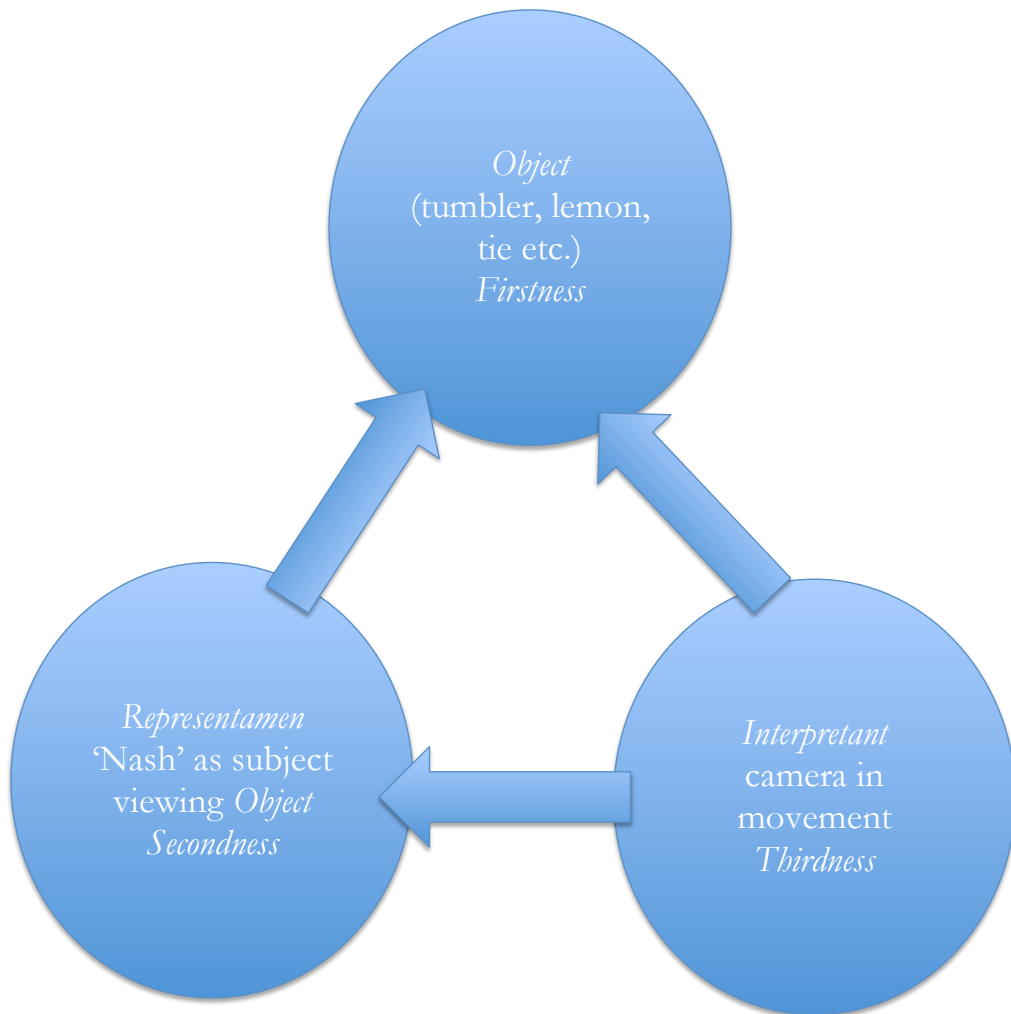 Object
(tumbler, lemon,
tie etc.)
Firstness
Representamen
‘Nash’ as subject
viewing Object
Secondness
Interpretant
camera in
movement
Thirdness